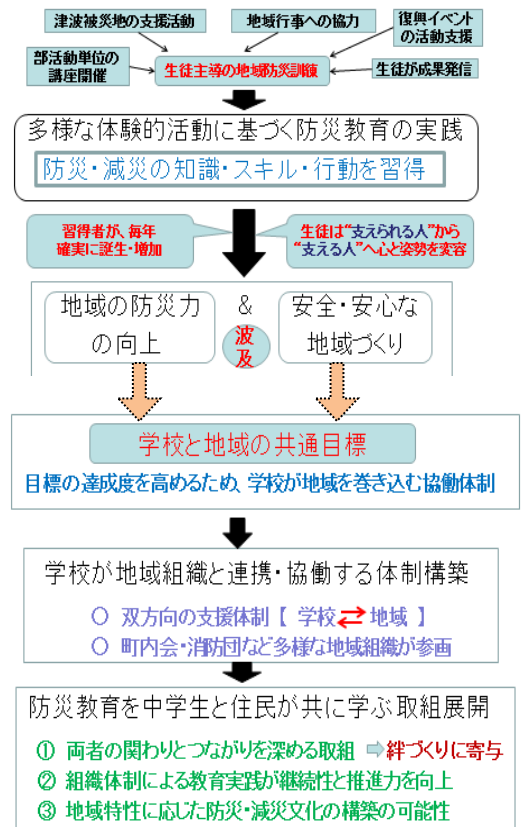 津波被災地の支援活動
地域行事への協力
復興イベント
の活動支援
部活動単位の
講座開催
生徒主導の地域防災訓練
生徒が成果発信
多様な体験的活動に基づく防災教育の実践
防災・減災の知識・スキル・行動を習得
習得者が、毎年
確実に誕生・増加
生徒は“支えられる人”から
“支える人”へ心と姿勢を変容
地域の防災力
の向上
&
波
及
安全・安心な
地域づくり
学校と地域の共通目標
目標の達成度を高めるため、学校が地域を巻き込む協働体制
学校が地域組織と連携・協働する体制構築
○ 双方向の支援体制【 学校⇄地域 】
○ 町内会・消防団など多様な地域組織が参画
防災教育を中学生と住民が共に学ぶ取組展開
① 両者の関わりとつながりを深める取組 ⇨絆づくりに寄与
② 組織体制による教育実践が継続性と推進力を向上
③ 地域特性に応じた防災・減災文化の構築の可能性